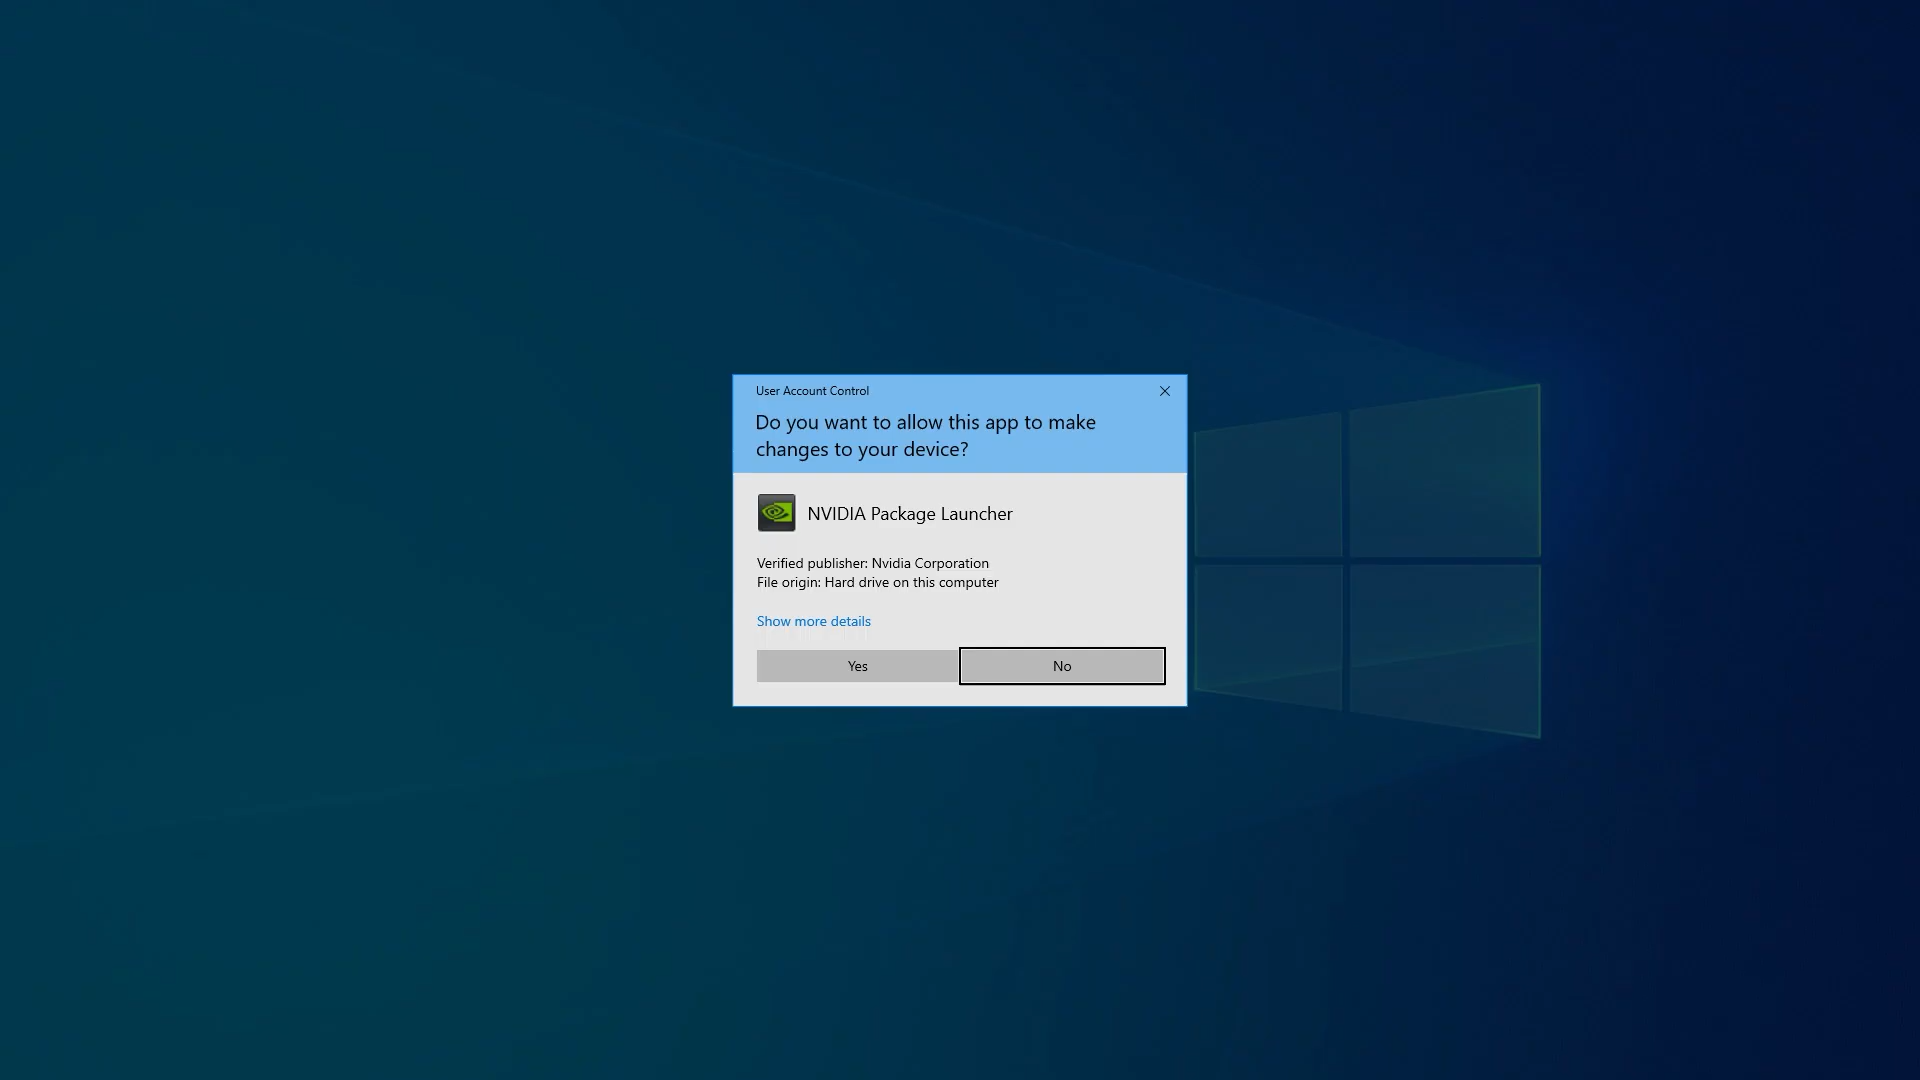 User Account Control
Do you want to allow this app to make
changes to your device?
NVIDIA Package Launcher
Verified publisher: Nvidia Corporation
File origin: Hard drive on this computer
Show more details
Yes
No